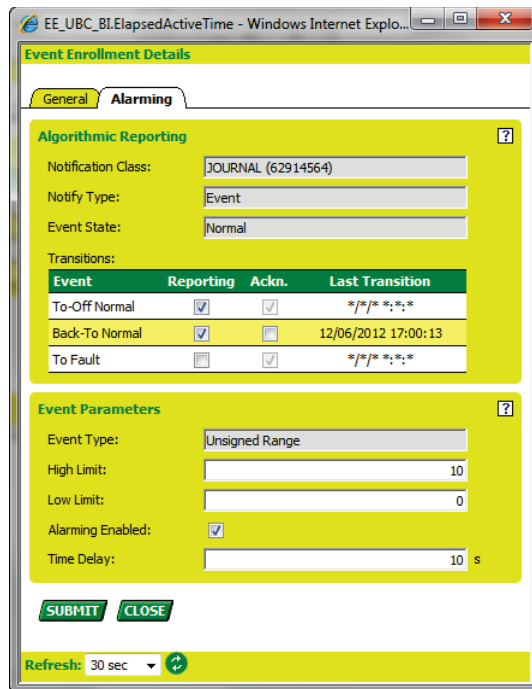 EE_UBC_BI.ElapsedActiveTime - Windows Internet Explo...
Event Enrollment Details
General Alarming
Algorithmic Reporting ?
Notification Class: JOURNAL (62914564)
Notify Type: Event
Event State: Normal
Transitions:
Event Reporting Ackn. Last Transition
To-Off Normal */*/* *:*:*
Back-To Normal 12/06/2012 17:00:13
To Fault */*/* *:*:*
Event Parameters ?
Event Type: Unsigned Range
High Limit: 10
Low Limit: 0
Alarming Enabled:
Time Delay: 10 s
SUBMIT CLOSE
Refresh: 30 sec